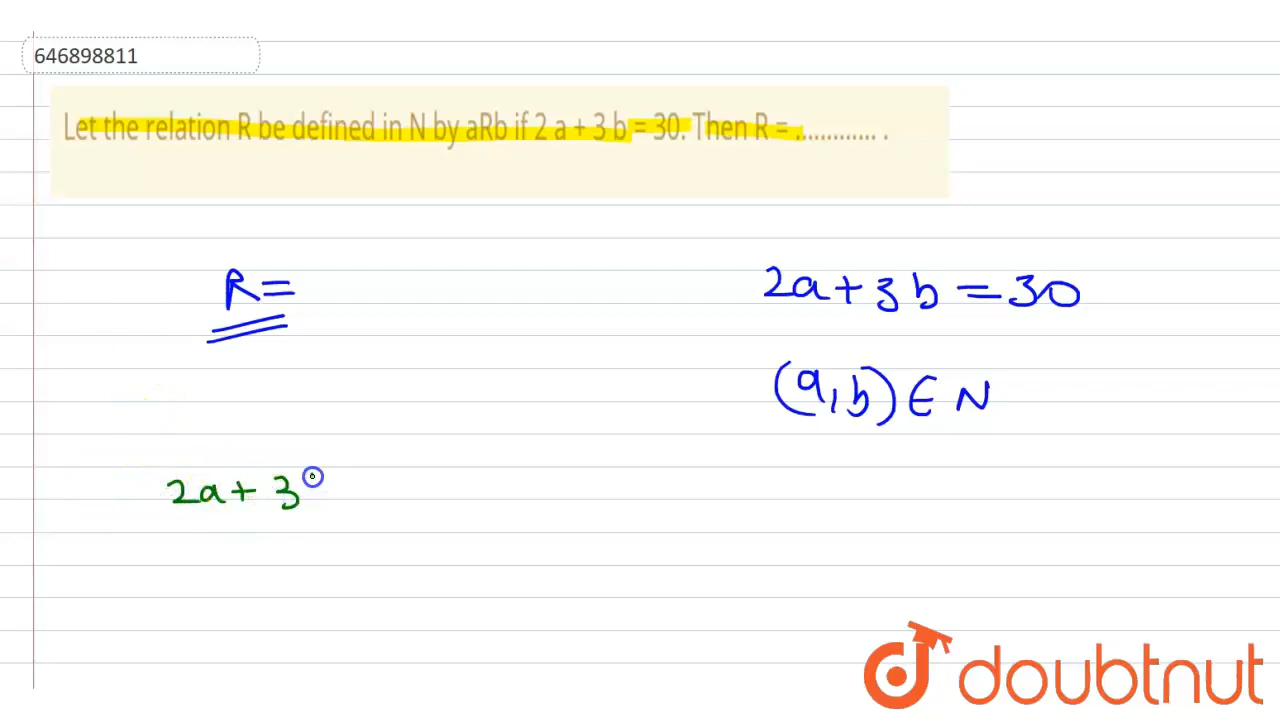 646898811
Let the relation R be defined in N by aRb if 2 a + 3 b = 30. Then R = ............. .
R=
2a+3b=30
(a,b)∈N
2a+3
doubtnut